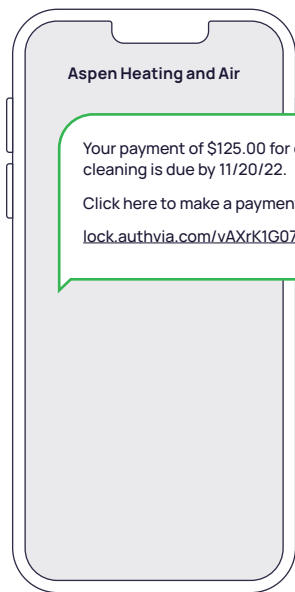 Aspen Heating and Air
Your payment of $125.00 for
cleaning is due by 11/20/22.
Click here to make a payment
lock.authvia.com/vAXrK1G07